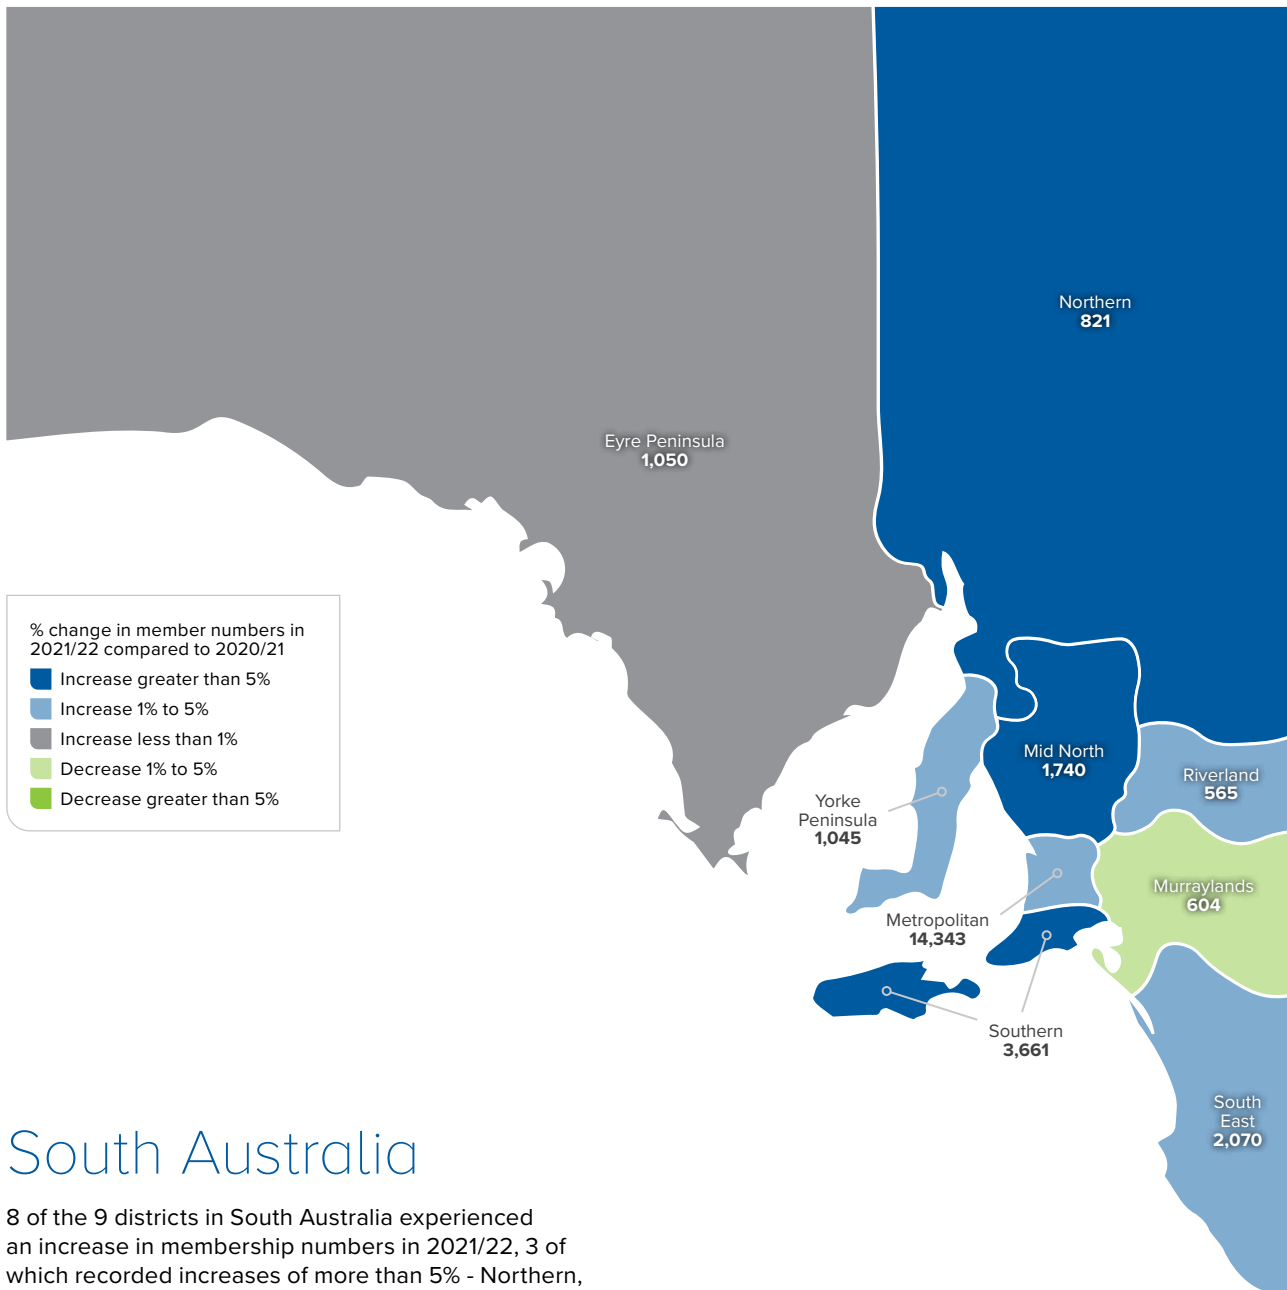 Northern
821
Eyre Peninsula
1,050
% change in member numbers in
2021/22 compared to 2020/21
Increase greater than 5%
Increase 1% to 5%
Increase less than 1%
Decrease 1% to 5%
Decrease greater than 5%
Mid North
1,740
Riverland
565
Yorke
Peninsula
1,045
Murraylands
604
Metropolitan
14,343
Southern
3,661
South
East
2,070
South Australia
8 of the 9 districts in South Australia experienced
an increase in membership numbers in 2021/22, 3 of
which recorded increases of more than 5% - Northern,